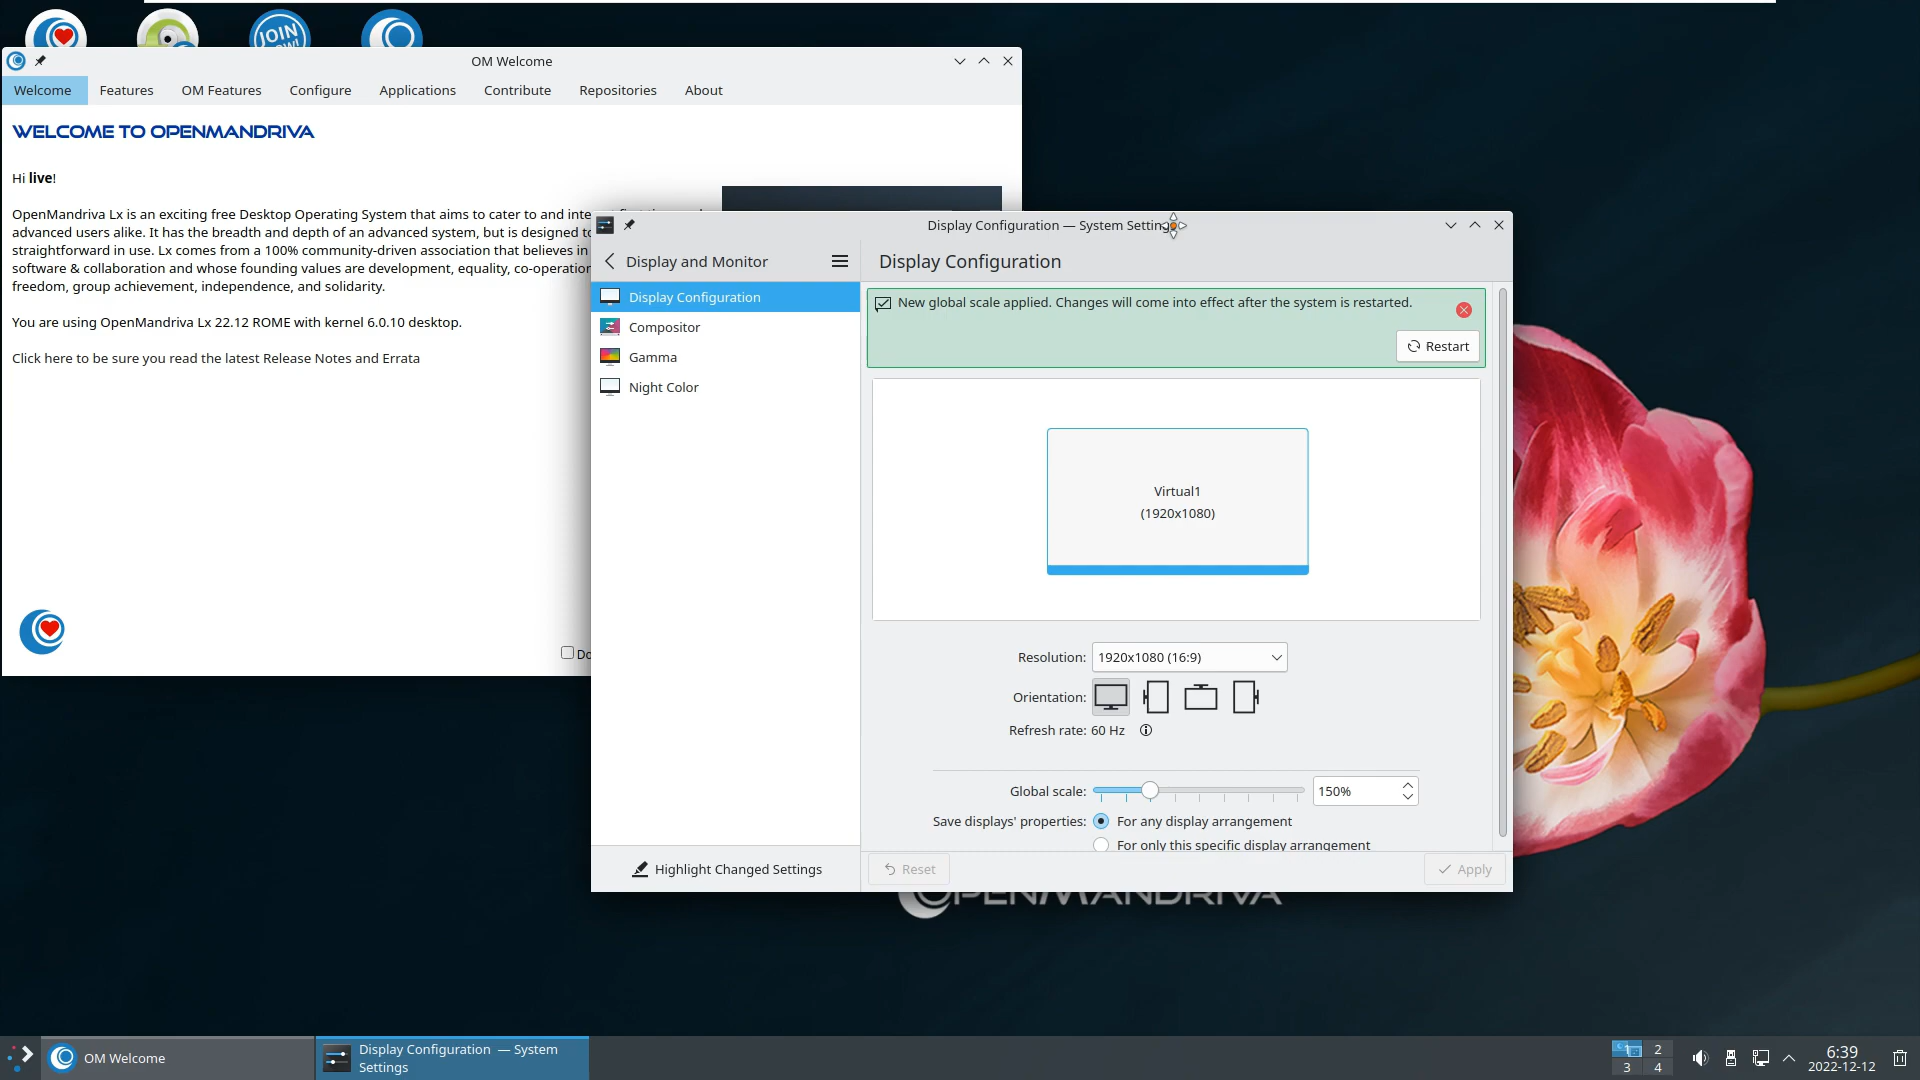 JOIN
OM Welcome
Welcome
Features
OM Features
Configure
Applications
Contribute
Repositories
About
WELCOME TO OPENMANDRIVA
Hi live!
OpenMandriva Lx is an exciting free Desktop Operating System that aims to cater to and
advanced users alike. It has the breadth and depth of an advanced system, but is designed
straightforward in use. Lx comes from a 100% community-driven association that believes in
software & collaboration and whose founding values are development, equality,
freedom, group achievement, independence, and solidarity.
You are using OpenMandriva Lx 22.12 ROME with kernel 6.0.10 desktop.
Click here to be sure you read the latest Release Notes and Errata
Display Configuration — System Settings
Display and Monitor
Display Configuration
Compositor
Gamma
Night Color
Highlight Changed Settings
Display Configuration
New global scale applied. Changes will come into effect after the system is restarted.
Restart
Virtual1
(1920x1080)
Resolution: 1920x1080 (16:9)
Orientation:
Refresh rate: 60 Hz
Global scale: 150%
Save displays' properties: For any display arrangement
For only this specific display arrangement
Reset
Apply
OPENMANDRIVA
OM Welcome
Display Configuration — System
Settings
1 2
3 4
6:39
2022-12-12